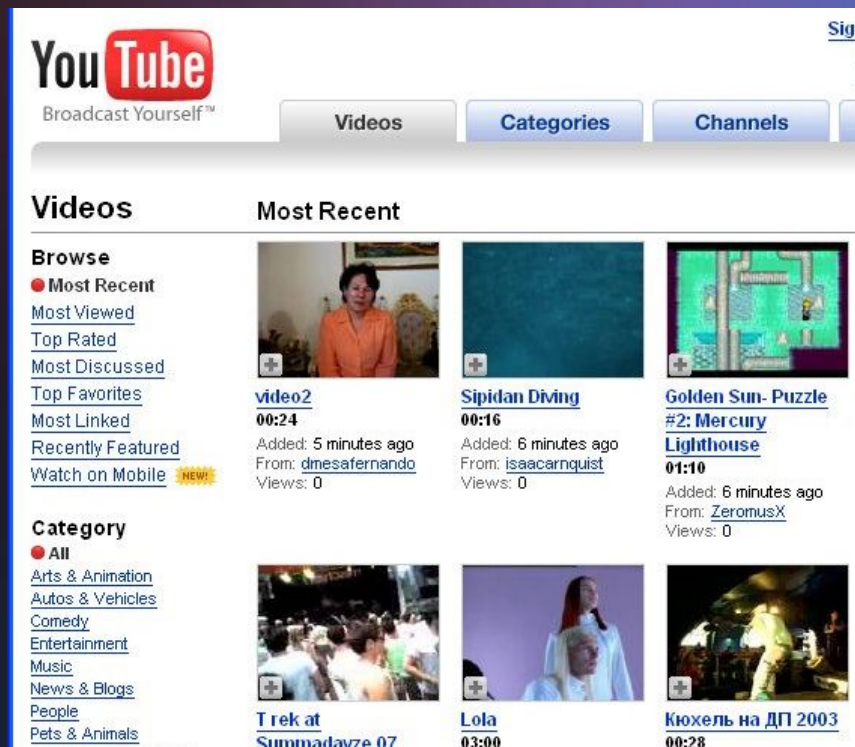 You Tube
Broadcast Yourself™
Sig
Videos
Categories
Channels
Videos
Browse
Most Recent
Most Viewed
Top Rated
Most Discussed
Top Favorites
Most Linked
Recently Featured
Watch on Mobile NEW!
Category
All
Arts & Animation
Autos & Vehicles
Comedy
Entertainment
Music
News & Blogs
People
Pets & Animals
Most Recent
video2
00:24
Added: 5 minutes ago
From: dmesafernando
Views: 0
Sipidan Diving
00:16
Added: 6 minutes ago
From: isaacarnquist
Views: 0
Golden Sun- Puzzle
#2: Mercury
Lighthouse
01:10
Added: 6 minutes ago
From: ZeromusX
Views: 0
T rek at
Summadayze 07
Lola
03:00
Кюхель на ДП 2003
00:28